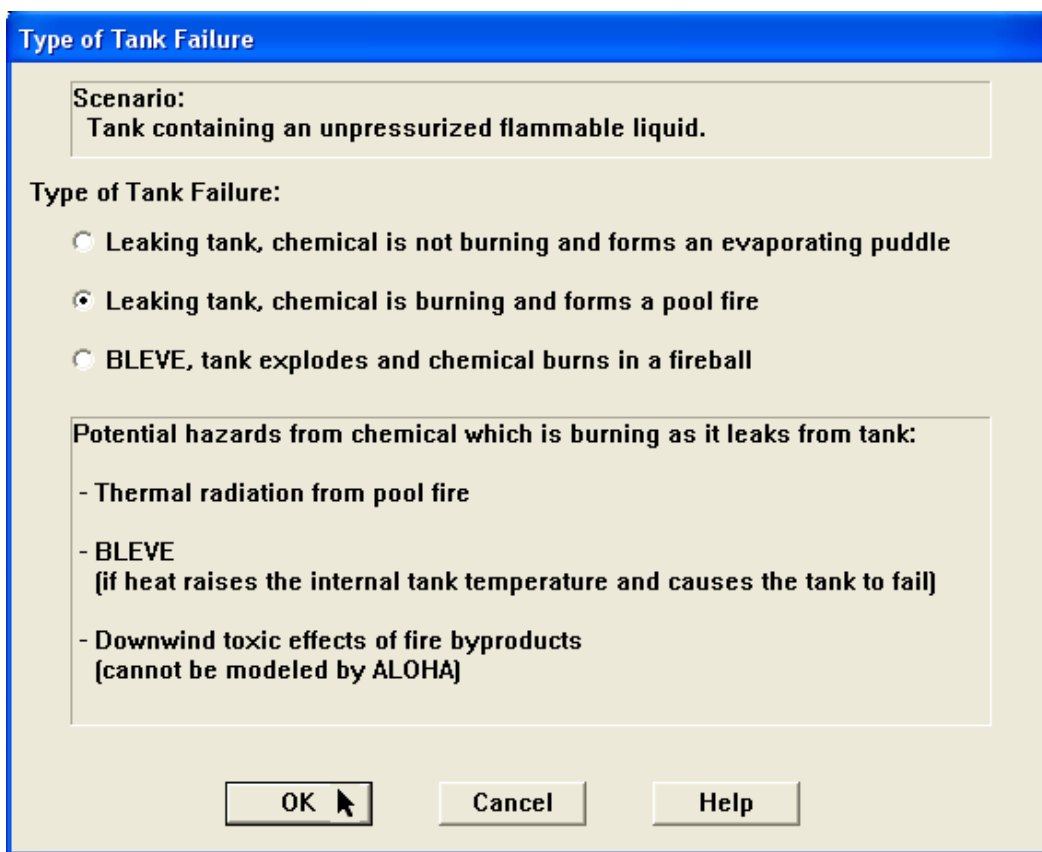 Type of Tank Failure
Scenario:
Tank containing an unpressurized flammable liquid.
Type of Tank Failure:
Leaking tank, chemical is not burning and forms an evaporating puddle
Leaking tank, chemical is burning and forms a pool fire
BLEVE, tank explodes and chemical burns in a fireball
Potential hazards from chemical which is burning as it leaks from tank:
- Thermal radiation from pool fire
- BLEVE
(if heat raises the internal tank temperature and causes the tank to fail)
- Downwind toxic effects of fire byproducts
(cannot be modeled by ALOHA)
OK
Cancel
Help